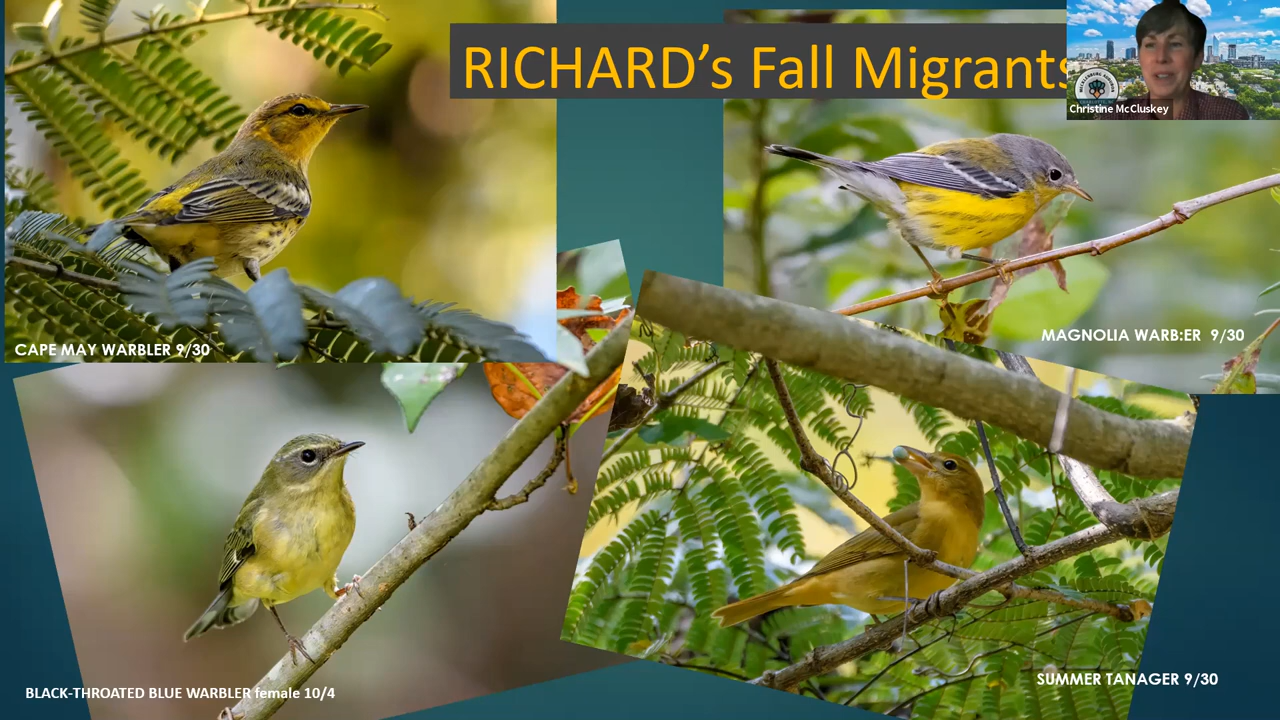 RICHARD's Fall Migrants
Christine McCluskey
CAPE MAY WARBLER 9/30
MAGNOLIA WARB:ER 9/30
BLACK-THROATED BLUE WARBLER female 10/4
SUMMER TANAGER 9/30